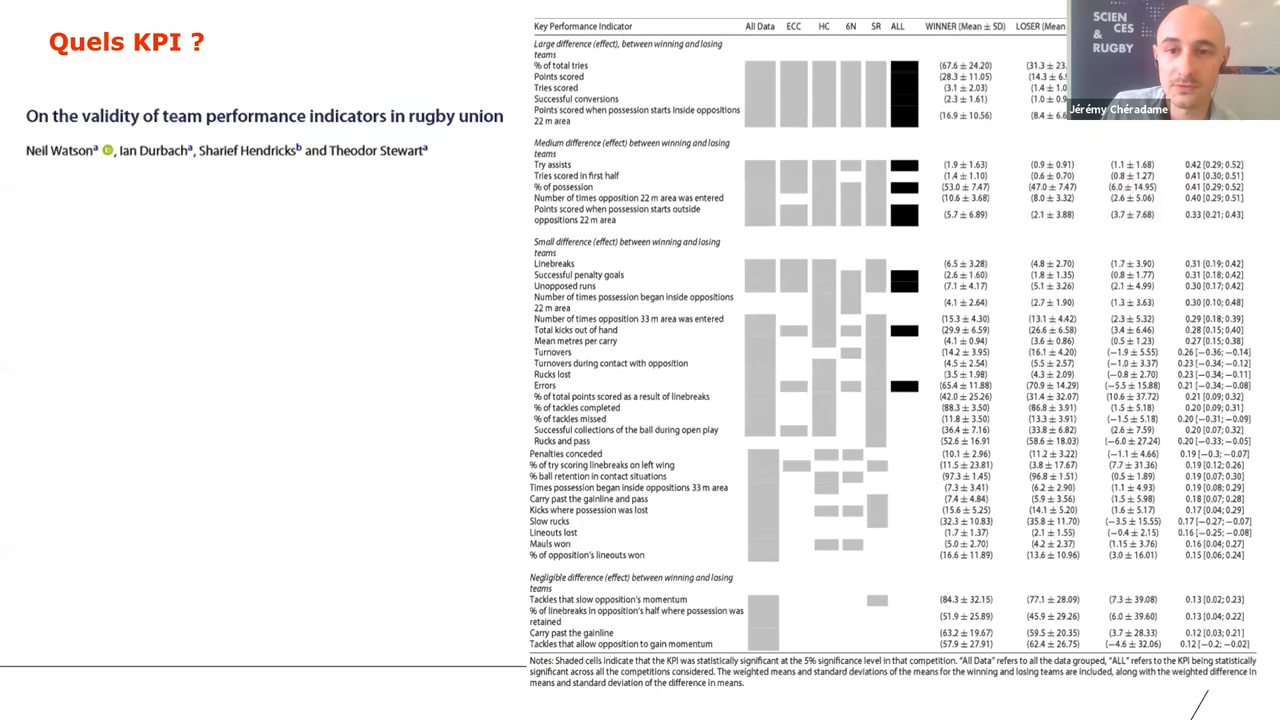 Quels KPI ?
On the validity of team performance indicators in rugby union
Neil Watsonᵃ, Ian Durbachᵃ, Sharief Hendricksᵇ and Theodor Stewartᵃ
SCIEN
CES
&
RUGBY
Jérémy Chéradame
Key Performance Indicator All Data ECC HC 6N SR ALL WINNER (Mean ± SD) LOSER (Mean
Large difference (effect), between winning and losing
teams
% of total tries (67.6 ± 24.20) (31.3 ± 23.
Points scored (28.3 ± 11.05) (14.3 ± 6.
Tries scored (3.1 ± 2.03) (1.4 ± 1.0
Successful conversions (2.3 ± 1.61) (1.0 ± 0.9
Points scored when possession starts inside oppositions
22 m area (16.9 ± 10.56) (8.4 ± 6.6
Medium difference (effect) between winning and losing
teams
Try assists (1.9 ± 1.63) (0.9 ± 0.91) (1.1 ± 1.68) 0.42 [0.29; 0.52]
Tries scored in first half (1.4 ± 1.10) (0.6 ± 0.70) (0.8 ± 1.27) 0.41 [0.30; 0.51]
% of possession (53.0 ± 7.47) (47.0 ± 7.47) (6.0 ± 14.95) 0.41 [0.29; 0.52]
Number of times opposition 22 m area was entered (10.6 ± 3.68) (8.0 ± 3.32) (2.6 ± 5.06) 0.40 [0.29; 0.51]
Points scored when possession starts outside
oppositions 22 m area (5.7 ± 6.89) (2.1 ± 3.88) (3.7 ± 7.68) 0.33 [0.21; 0.43]
Small difference (effect) between winning and losing
teams
Linebreaks (6.5 ± 3.28) (4.8 ± 2.70) (1.7 ± 3.90) 0.31 [0.19; 0.42]
Successful penalty goals (2.6 ± 1.60) (1.8 ± 1.35) (0.8 ± 1.77) 0.31 [0.18; 0.42]
Unopposed runs (7.1 ± 4.17) (5.1 ± 3.26) (2.1 ± 4.99) 0.30 [0.17; 0.42]
Number of times possession began inside oppositions
22 m area (4.1 ± 2.64) (2.7 ± 1.90) (1.3 ± 3.63) 0.30 [0.10; 0.48]
Number of times opposition 33 m area was entered (15.3 ± 4.30) (13.1 ± 4.42) (2.3 ± 5.32) 0.29 [0.18; 0.39]
Total kicks out of hand (29.9 ± 6.59) (26.6 ± 6.58) (3.4 ± 6.46) 0.28 [0.15; 0.40]
Mean metres per carry (4.1 ± 0.94) (3.6 ± 0.86) (0.5 ± 1.23) 0.27 [0.15; 0.38]
Turnovers (14.2 ± 3.95) (16.1 ± 4.20) (−1.9 ± 5.55) 0.26 [−0.36; −0.14]
Turnovers during contact with opposition (4.5 ± 2.54) (5.5 ± 2.57) (−1.0 ± 3.37) 0.23 [−0.34; −0.12]
Rucks lost (3.5 ± 1.98) (4.3 ± 2.09) (−0.8 ± 2.70) 0.23 [−0.34; −0.11]
Errors (65.4 ± 11.88) (70.9 ± 14.29) (−5.5 ± 15.88) 0.21 [−0.34; −0.08]
% of total points scored as a result of linebreaks (42.0 ± 25.26) (31.4 ± 32.07) (10.6 ± 37.72) 0.21 [0.09; 0.32]
% of tackles completed (88.3 ± 3.50) (86.8 ± 3.91) (1.5 ± 5.18) 0.20 [0.09; 0.31]
% of tackles missed (11.8 ± 3.50) (13.3 ± 3.91) (−1.5 ± 5.18) 0.20 [−0.31; −0.09]
Successful collections of the ball during open play (36.4 ± 7.16) (33.8 ± 6.82) (2.6 ± 7.59) 0.20 [0.07; 0.32]
Rucks and pass (52.6 ± 16.91 (58.6 ± 18.03) (−6.0 ± 27.24) 0.20 [−0.33; −0.05]
Penalties conceded (10.1 ± 2.96) (11.2 ± 3.22) (−1.1 ± 4.66) 0.19 [−0.3; −0.07]
% of try scoring linebreaks on left wing (11.5 ± 23.81) (3.8 ± 17.67) (7.7 ± 31.36) 0.19 [0.12; 0.26]
% ball retention in contact situations (97.3 ± 1.45) (96.8 ± 1.51) (0.5 ± 1.89) 0.19 [0.07; 0.30]
Times possession began inside oppositions 33 m area (7.3 ± 3.41) (6.2 ± 2.90) (1.1 ± 4.93) 0.19 [0.08; 0.29]
Carry past the gainline and pass (7.4 ± 4.84) (5.9 ± 3.56) (1.5 ± 5.98) 0.18 [0.07; 0.28]
Kicks where possession was lost (15.6 ± 5.25) (14.1 ± 5.20) (1.6 ± 5.17) 0.17 [0.04; 0.29]
Slow rucks (32.3 ± 10.83) (35.8 ± 11.70) (−3.5 ± 15.55) 0.17 [−0.27; −0.07]
Lineouts lost (1.7 ± 1.37) (2.1 ± 1.55) (−0.4 ± 2.15) 0.16 [−0.25; −0.08]
Mauls won (5.0 ± 2.70) (4.2 ± 2.37) (1.15 ± 3.76) 0.16 [0.04; 0.27]
% of opposition's lineouts won (16.6 ± 11.89) (13.6 ± 10.96) (3.0 ± 16.01) 0.15 [0.06; 0.24]
Negligible difference (effect) between winning and losing
teams
Tackles that slow opposition's momentum (84.3 ± 32.15) (77.1 ± 28.09) (7.3 ± 39.08) 0.13 [0.02; 0.23]
% of linebreaks in opposition's half where possession was
retained (51.9 ± 25.89) (45.9 ± 29.26) (6.0 ± 39.60) 0.13 [0.04; 0.22]
Carry past the gainline (63.2 ± 19.67) (59.5 ± 20.35) (3.7 ± 28.33) 0.12 [0.03; 0.21]
Tackles that allow opposition to gain momentum (57.9 ± 27.91) (62.4 ± 26.75) (−4.6 ± 32.06) 0.12 [−0.2; −0.02]
Notes: Shaded cells indicate that the KPI was statistically significant at the 5% significance level in that competition. "All Data" refers to all the data grouped, "ALL" refers to the KPI being statistically
significant across all the competitions considered. The weighted means and standard deviations of the means for the winning and losing teams are included, along with the weighted difference in
means and standard deviation of the difference in means.